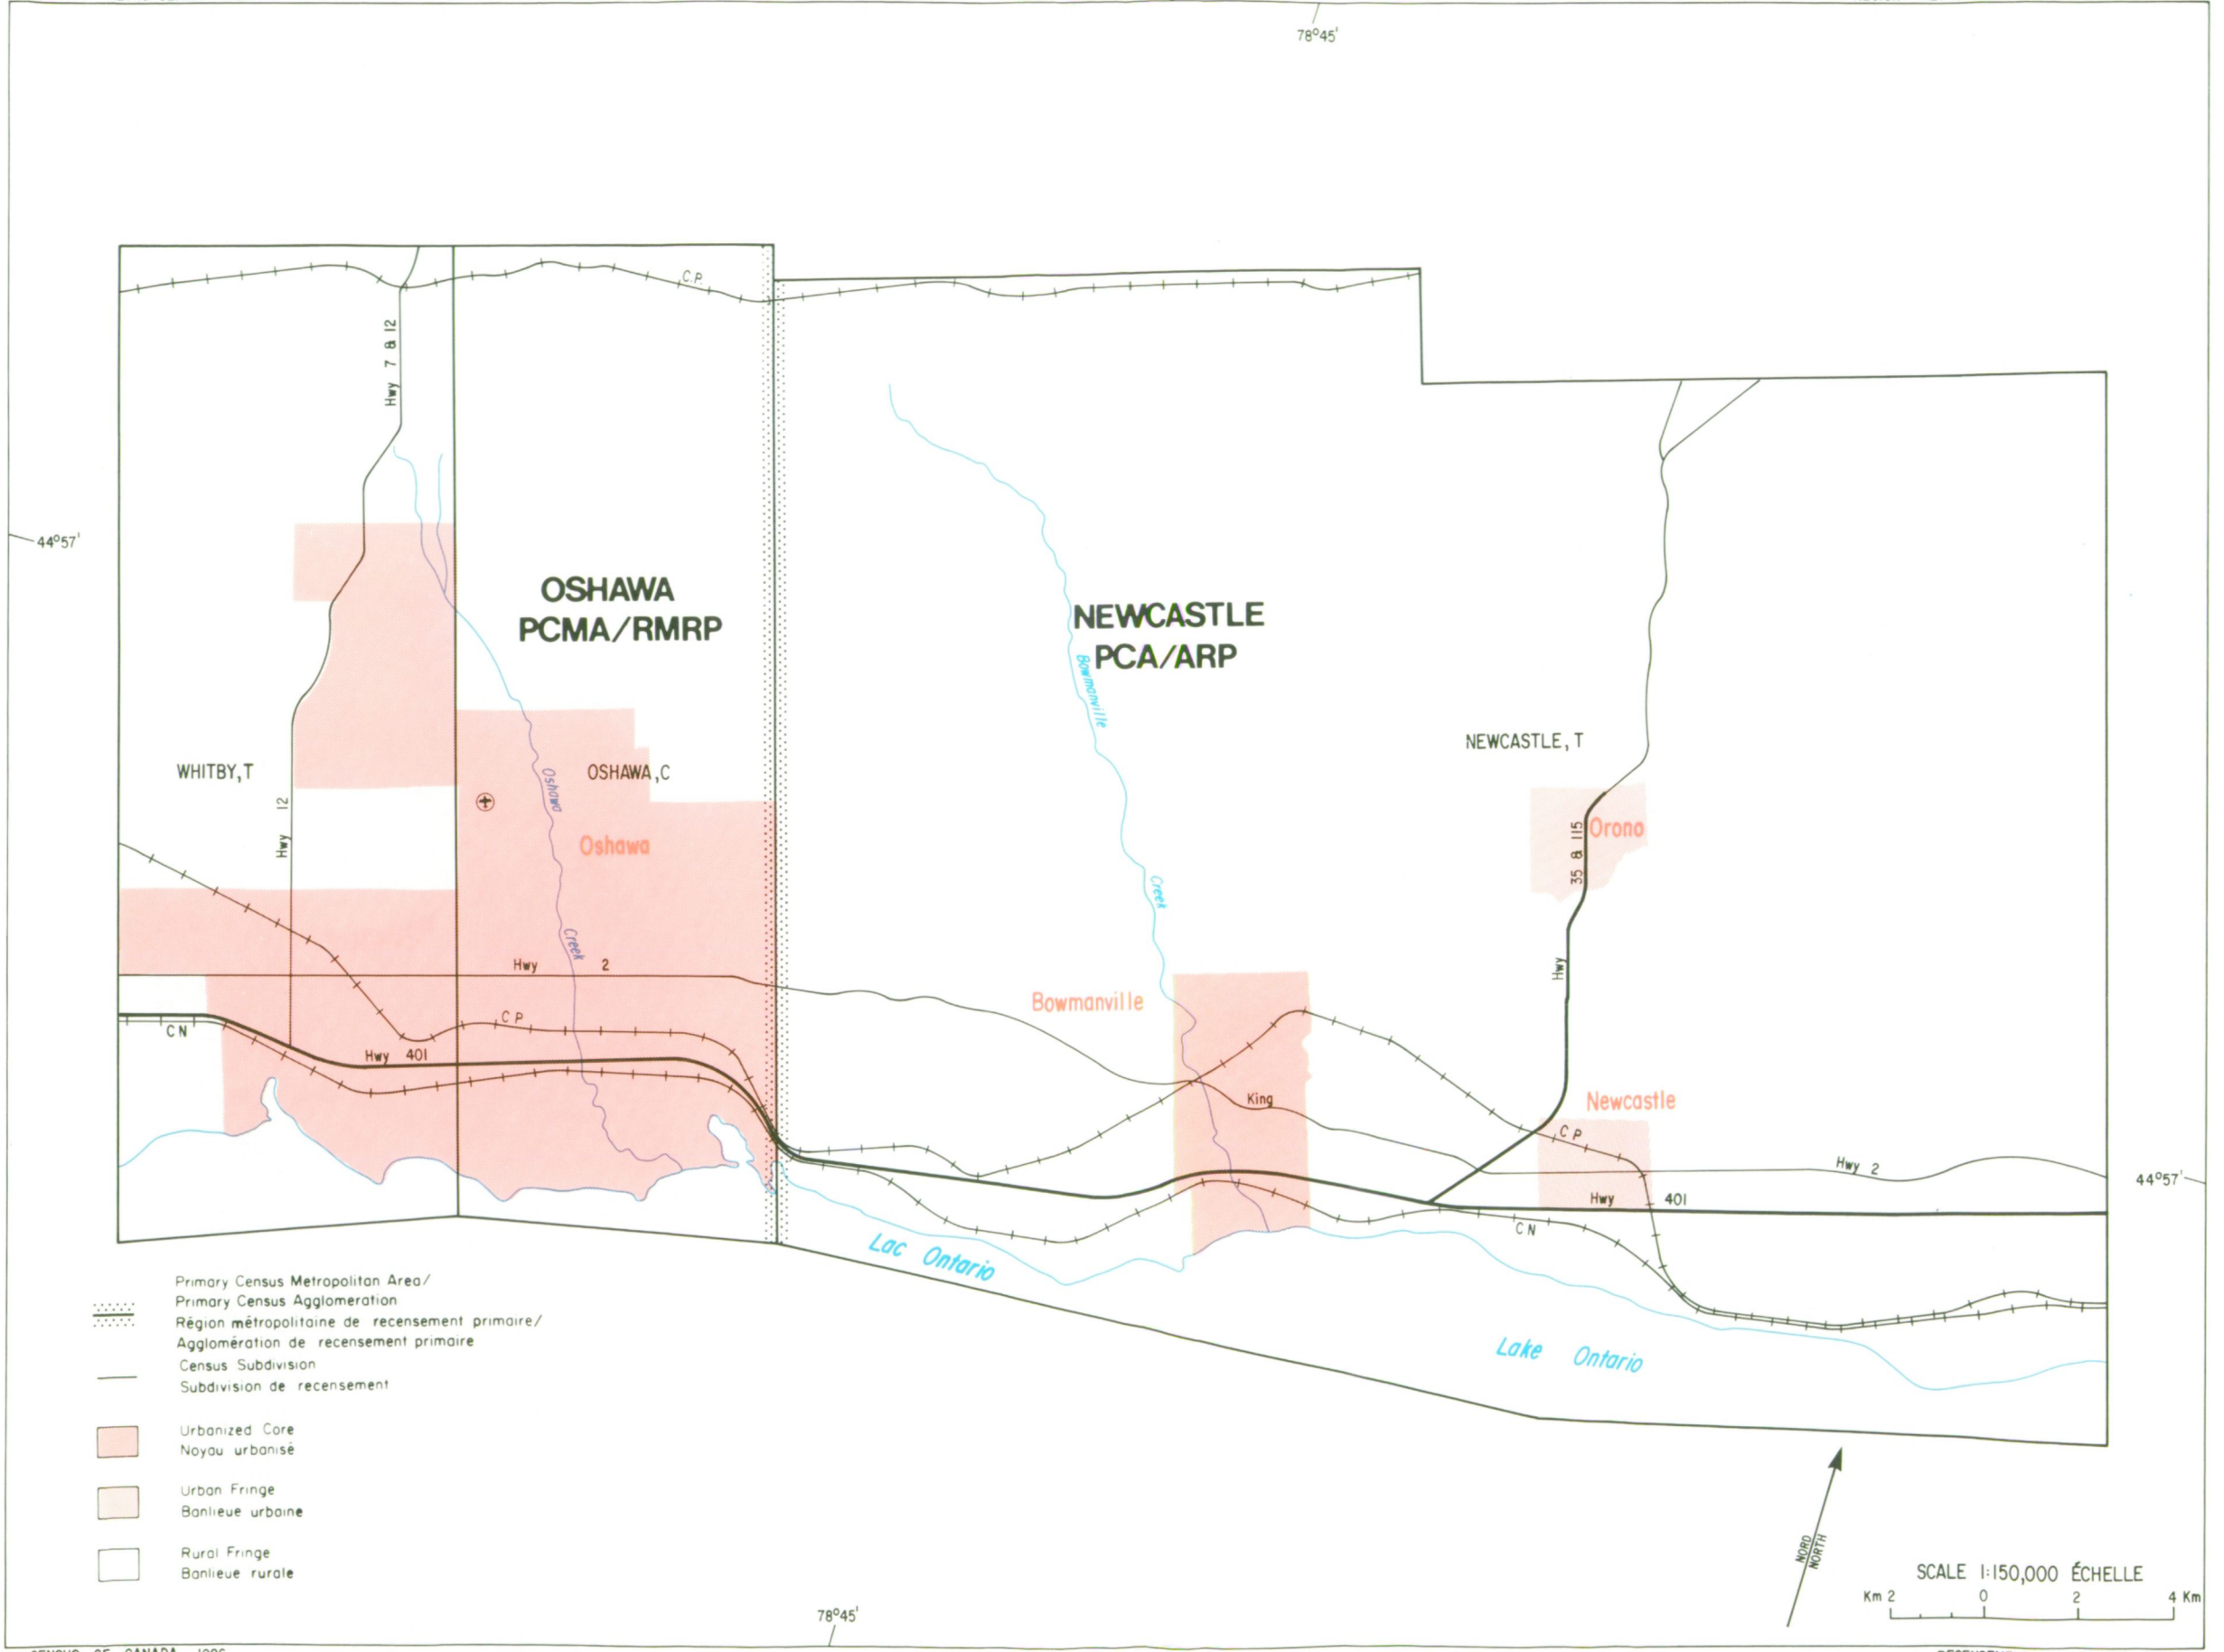 78°45'
C.P.
Hwy 7 & 12
44°57'
OSHAWA
PCMA/RMRP
NEWCASTLE
PCA/ARP
Bowmanville
Creek
NEWCASTLE, T
WHITBY, T
OSHAWA, C
Oshawa
Creek
Hwy 12
Oshawa
Orono
Hwy 35 & 115
Hwy 2
Bowmanville
CN
CP
Hwy 401
King
Newcastle
CP
Hwy 2
44°57'
Hwy 401
CN
Lac Ontario
Lake Ontario
Primary Census Metropolitan Area/
Primary Census Agglomeration
Région métropolitaine de recensement primaire/
Agglomération de recensement primaire
Census Subdivision
Subdivision de recensement
Urbanized Core
Noyau urbanisé
Urban Fringe
Banlieue urbaine
Rural Fringe
Banlieue rurale
NORD
NORTH
SCALE 1:150,000 ÉCHELLE
Km 2 0 2 4 Km
78°45'